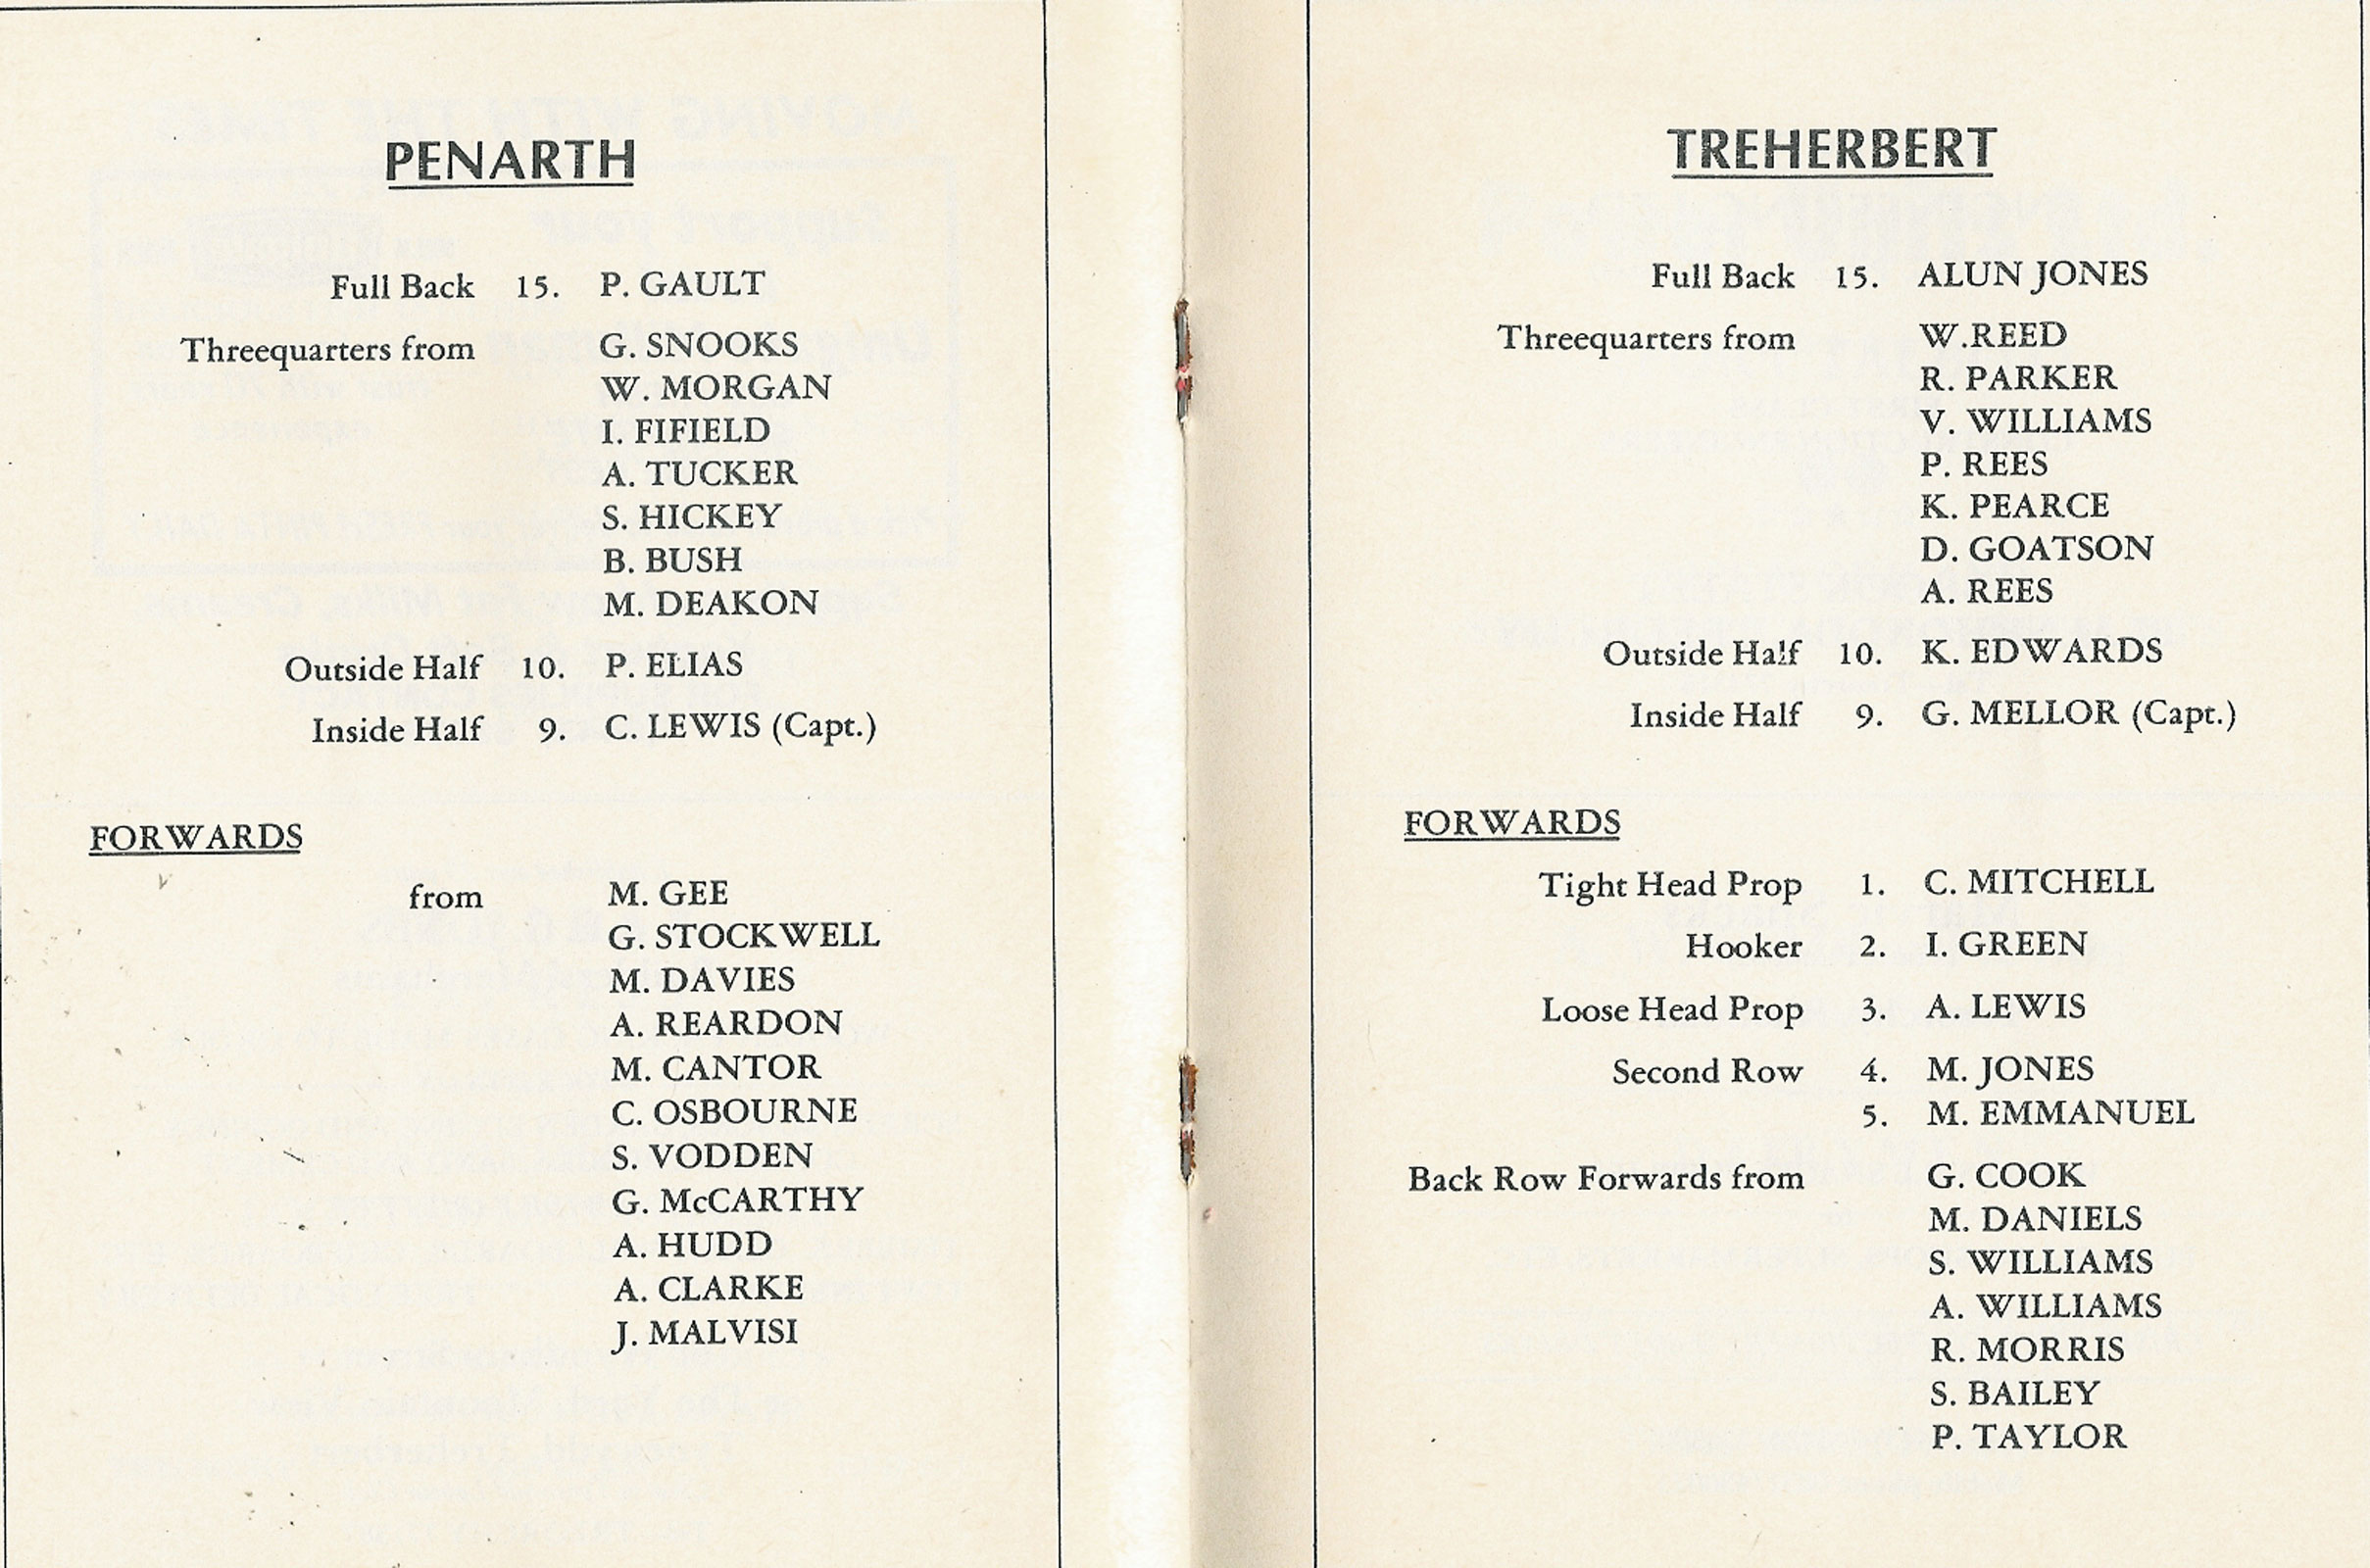 PENARTH
Full Back 15. P. GAULT
Threequarters from G. SNOOKS
W. MORGAN
I. FIFIELD
A. TUCKER
S. HICKEY
B. BUSH
M. DEAKON
Outside Half 10. P. ELIAS
Inside Half 9. C. LEWIS (Capt.)
FORWARDS
from M. GEE
G. STOCKWELL
M. DAVIES
A. REARDON
M. CANTOR
C. OSBOURNE
S. VODDEN
G. McCARTHY
A. HUDD
A. CLARKE
J. MALVISI
TREHERBERT
Full Back 15. ALUN JONES
Threequarters from W.REED
R. PARKER
V. WILLIAMS
P. REES
K. PEARCE
D. GOATSON
A. REES
Outside Half 10. K. EDWARDS
Inside Half 9. G. MELLOR (Capt.)
FORWARDS
Tight Head Prop 1. C. MITCHELL
Hooker 2. I. GREEN
Loose Head Prop 3. A. LEWIS
Second Row 4. M. JONES
5. M. EMMANUEL
Back Row Forwards from G. COOK
M. DANIELS
S. WILLIAMS
A. WILLIAMS
R. MORRIS
S. BAILEY
P. TAYLOR